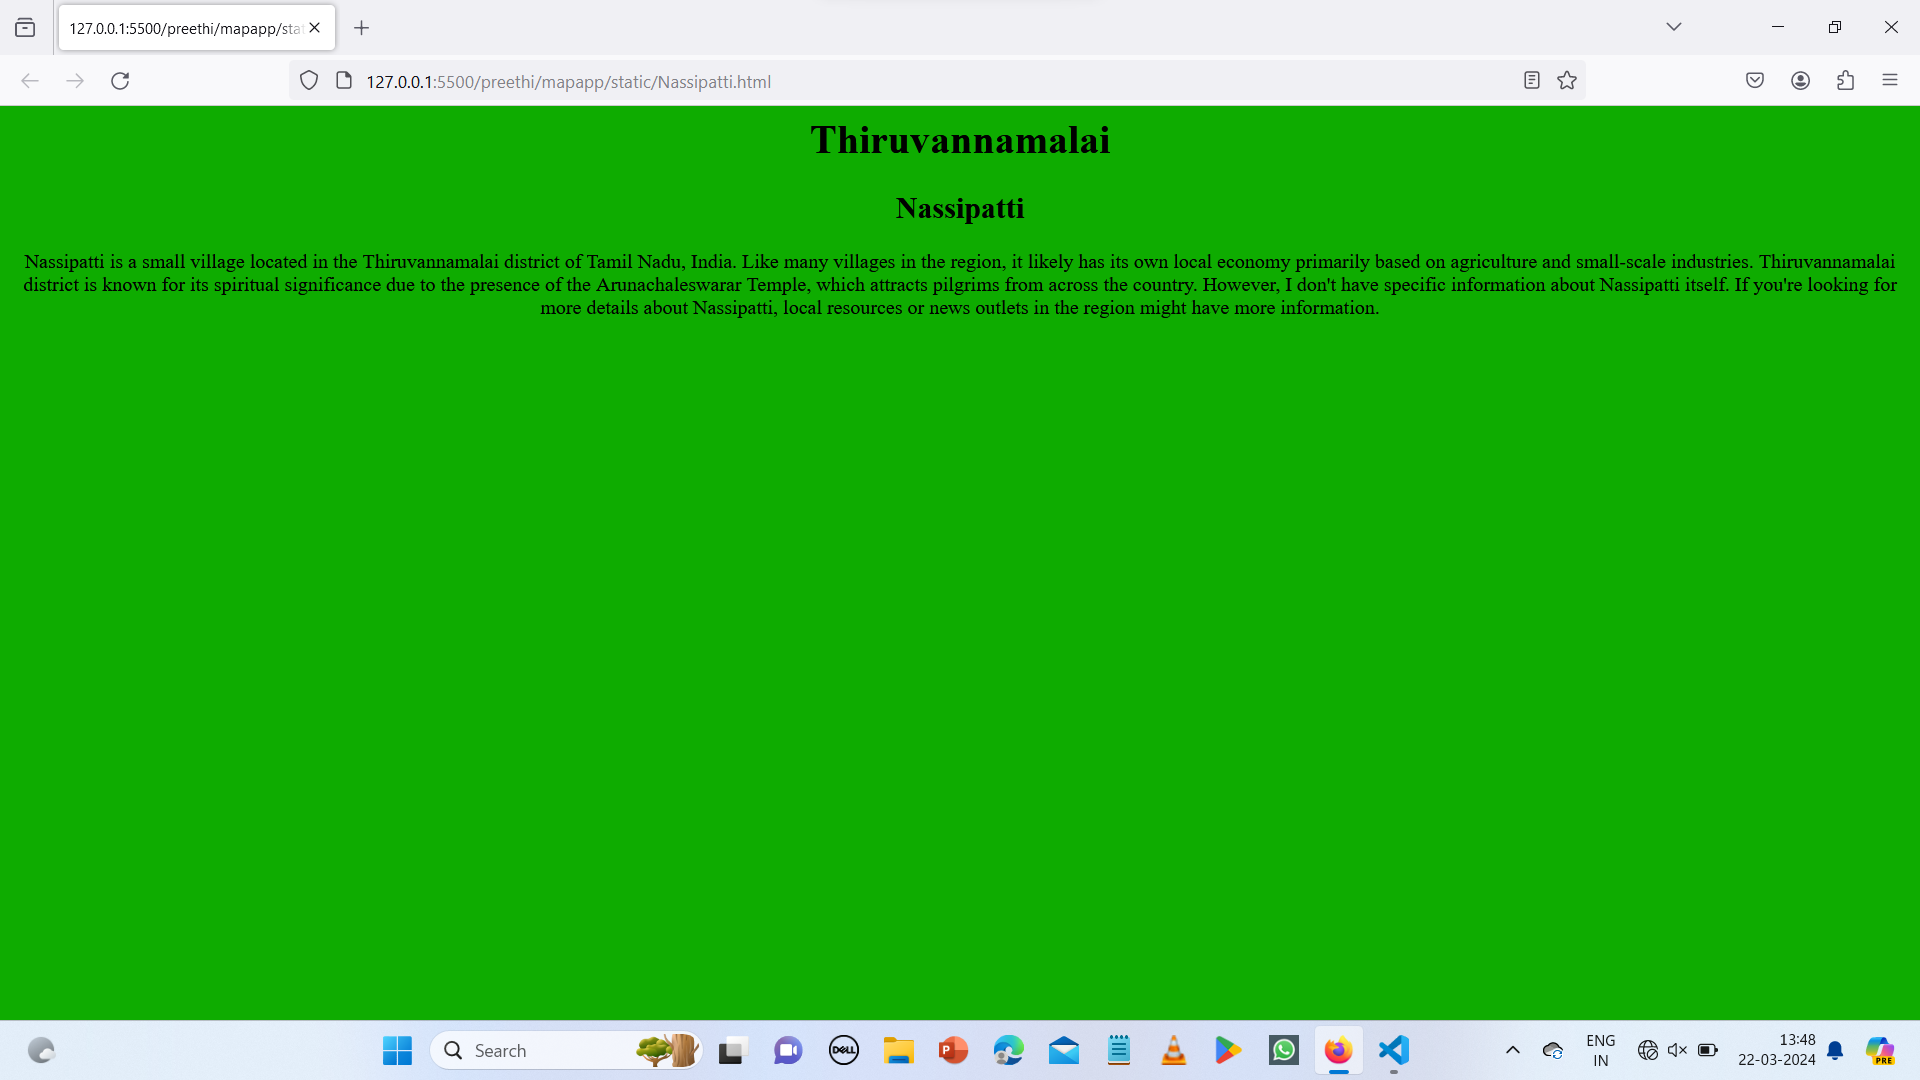 127.0.0.1:5500/preethi/mapapp/stat
127.0.0.1:5500/preethi/mapapp/static/Nassipatti.html
Thiruvannamalai
Nassipatti
Nassipatti is a small village located in the Thiruvannamalai district of Tamil Nadu, India. Like many villages in the region, it likely has its own local economy primarily based on agriculture and small-scale industries. Thiruvannamalai
district is known for its spiritual significance due to the presence of the Arunachaleswarar Temple, which attracts pilgrims from across the country. However, I don't have specific information about Nassipatti itself. If you're looking for
more details about Nassipatti, local resources or news outlets in the region might have more information.
Search
DELL
P
ENG
IN
13:48
22-03-2024
PRE